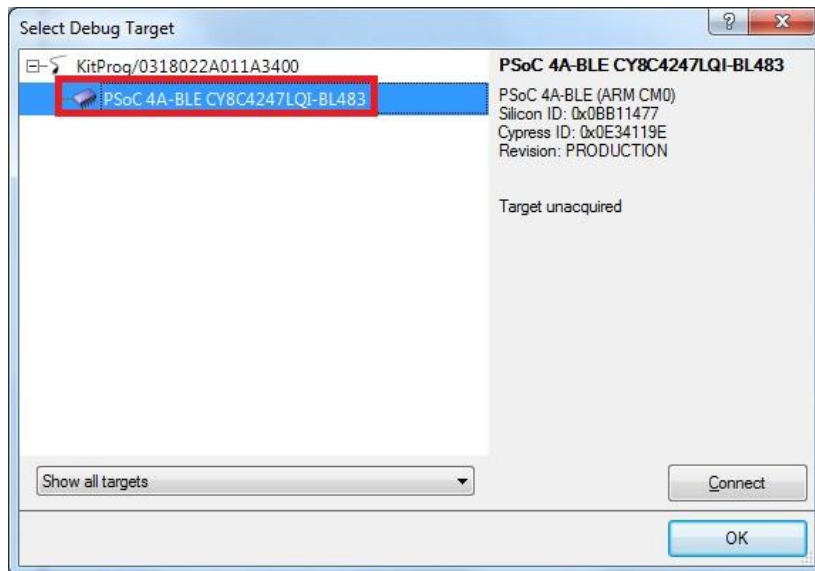 Select Debug Target
?
X
KitProg/0318022A011A3400
PSoC 4A-BLE CY8C4247LQI-BL483
PSoC 4A-BLE CY8C4247LQI-BL483
PSoC 4A-BLE (ARM CM0)
Silicon ID: 0x0BB11477
Cypress ID: 0x0E34119E
Revision: PRODUCTION
Target unacquired
Show all targets
Connect
OK